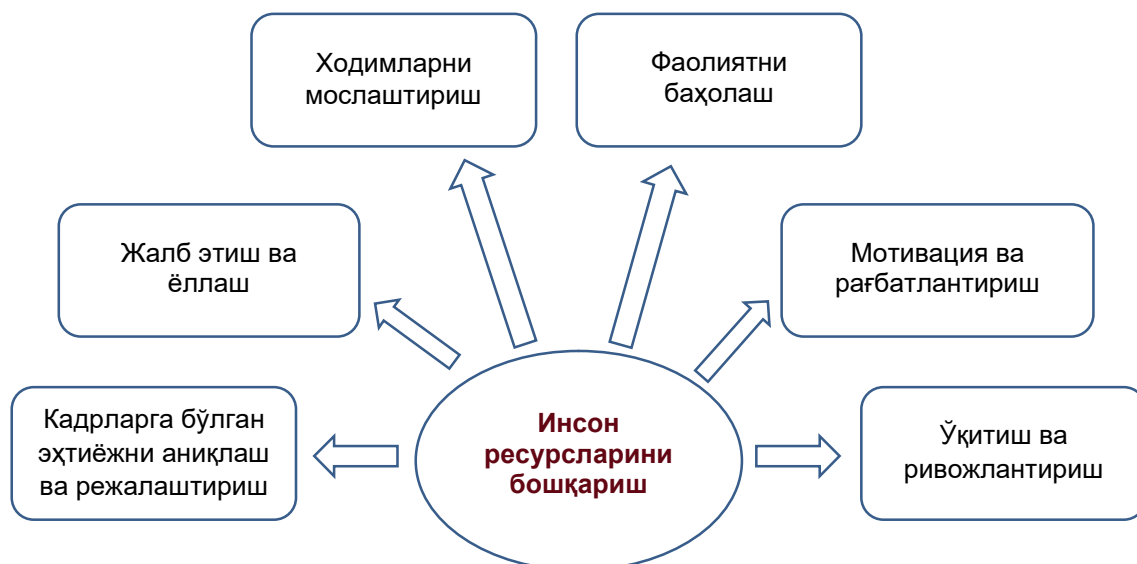 Ходимларни
мослаштириш
Фаолиятни
баҳолаш
Жалб этиш ва
ёллаш
Мотивация ва
рағбатлантириш
Кадрларга бўлган
эҳтиёжни аниқлаш
ва режалаштириш
Инсон
ресурсларини
бошқариш
Ўқитиш ва
ривожлантириш